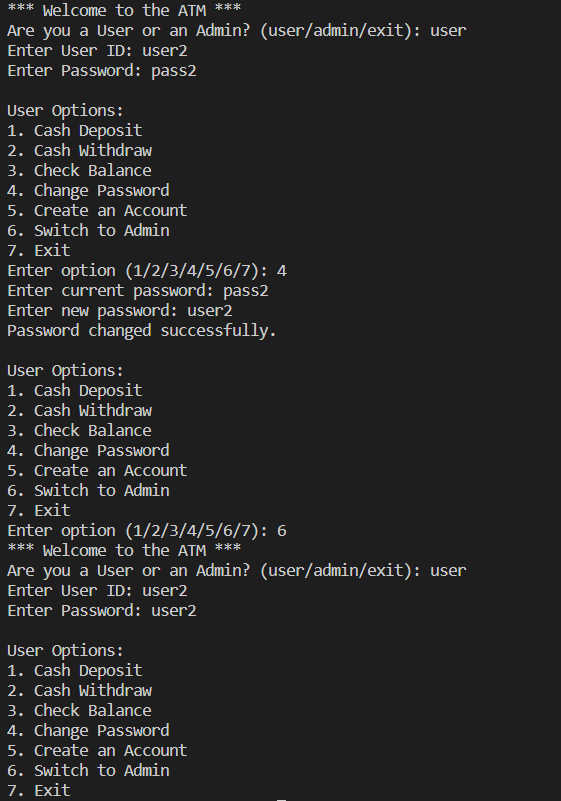 *** Welcome to the ATM ***
Are you a User or an Admin? (user/admin/exit): user
Enter User ID: user2
Enter Password: pass2

User Options:
1. Cash Deposit
2. Cash Withdraw
3. Check Balance
4. Change Password
5. Create an Account
6. Switch to Admin
7. Exit
Enter option (1/2/3/4/5/6/7): 4
Enter current password: pass2
Enter new password: user2
Password changed successfully.

User Options:
1. Cash Deposit
2. Cash Withdraw
3. Check Balance
4. Change Password
5. Create an Account
6. Switch to Admin
7. Exit
Enter option (1/2/3/4/5/6/7): 6
*** Welcome to the ATM ***
Are you a User or an Admin? (user/admin/exit): user
Enter User ID: user2
Enter Password: user2

User Options:
1. Cash Deposit
2. Cash Withdraw
3. Check Balance
4. Change Password
5. Create an Account
6. Switch to Admin
7. Exit